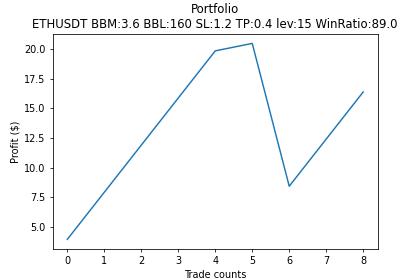 Portfolio
ETHUSDT BBM:3.6 BBL:160 SL:1.2 TP:0.4 lev:15 WinRatio:89.0
20.0
17.5
15.0
12.5
10.0
7.5
5.0
Profit ($)
0 1 2 3 4 5 6 7 8
Trade counts